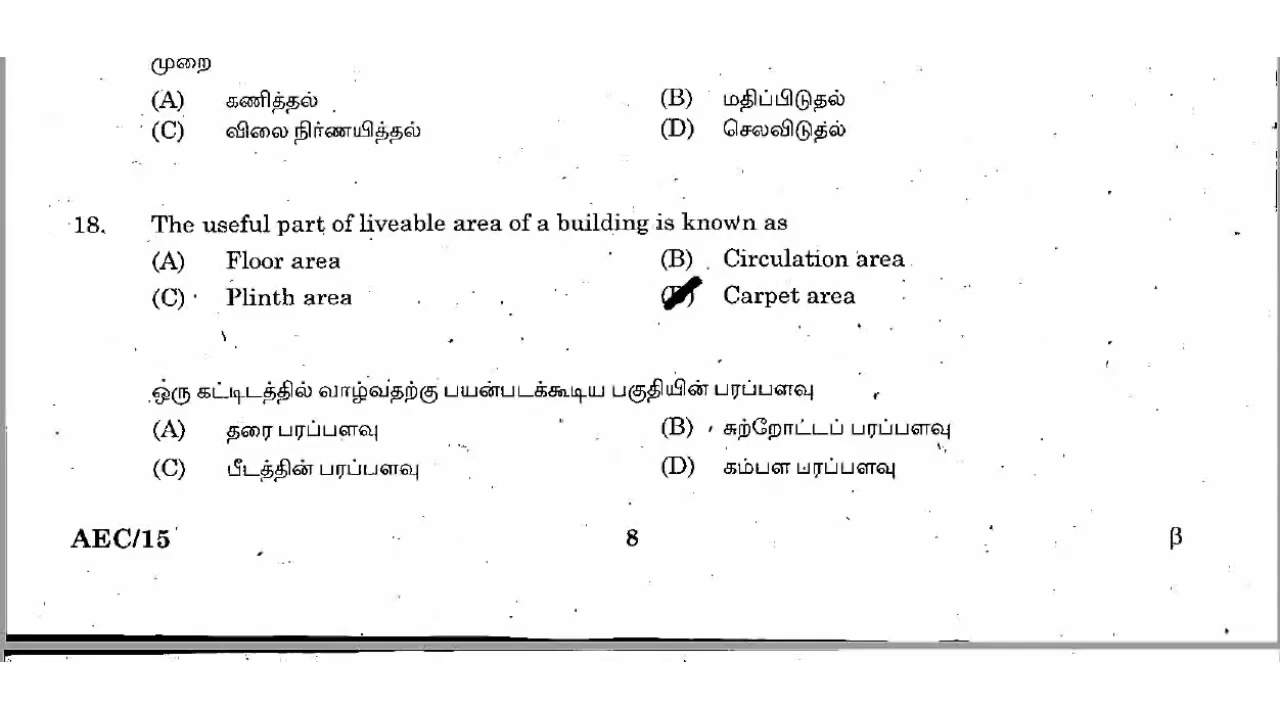 முறை
(A) கணித்தல் (B) மதிப்பிடுதல்
(C) விலை நிர்ணயித்தல் (D) செலவிடுதல்
18. The useful part of liveable area of a building is known as
(A) Floor area (B) Circulation area
(C) Plinth area (D) Carpet area
ஒரு கட்டிடத்தில் வாழ்வதற்கு பயன்படக்கூடிய பகுதியின் பரப்பளவு
(A) தரை பரப்பளவு (B) சுற்றோட்டப் பரப்பளவு
(C) பீடத்தின் பரப்பளவு (D) கம்பள பரப்பளவு
AEC/15 8 β